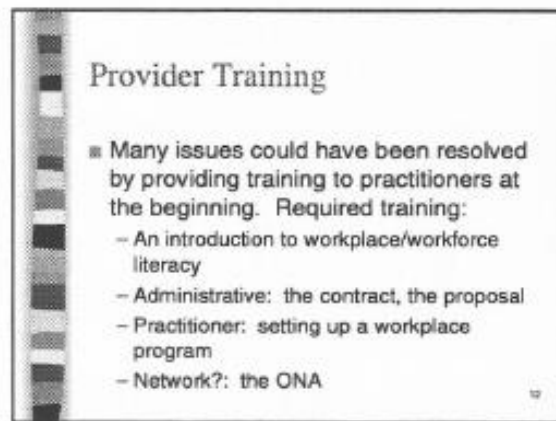 Provider Training
Many issues could have been resolved
by providing training to practitioners at
the beginning. Required training:
– An introduction to workplace/workforce
literacy
– Administrative: the contract, the proposal
– Practitioner: setting up a workplace
program
– Network?: the ONA